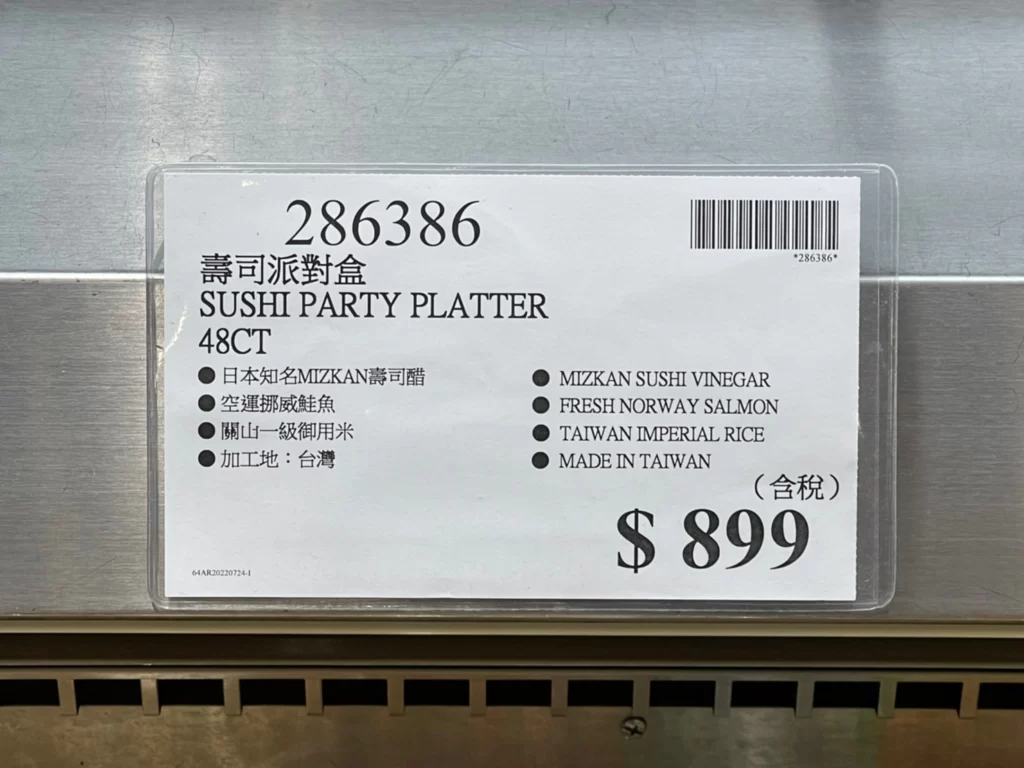 286386
*286386*
壽司派對盒
SUSHI PARTY PLATTER
48CT
● 日本知名MIZKAN壽司醋
● 空運挪威鮭魚
● 關山一級御用米
● 加工地：台灣
● MIZKAN SUSHI VINEGAR
● FRESH NORWAY SALMON
● TAIWAN IMPERIAL RICE
● MADE IN TAIWAN
（含稅）
$ 899
64AR20220724-1